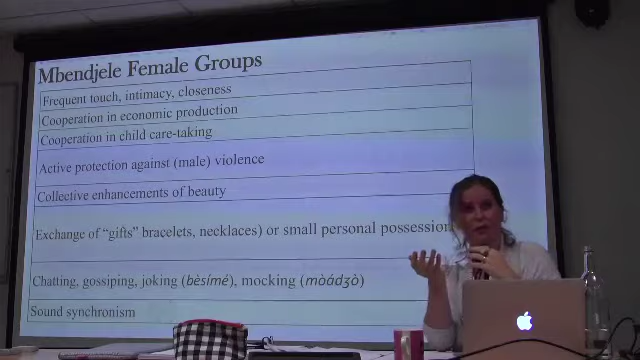 Mbendjele Female Groups
Frequent touch, intimacy, closeness
Cooperation in economic production
Cooperation in child care-taking
Active protection against (male) violence
Collective enhancements of beauty
Exchange of “gifts” bracelets, necklaces) or small personal possession
Chatting, gossiping, joking (bèsímé), mocking (mòádʒò)
Sound synchronism